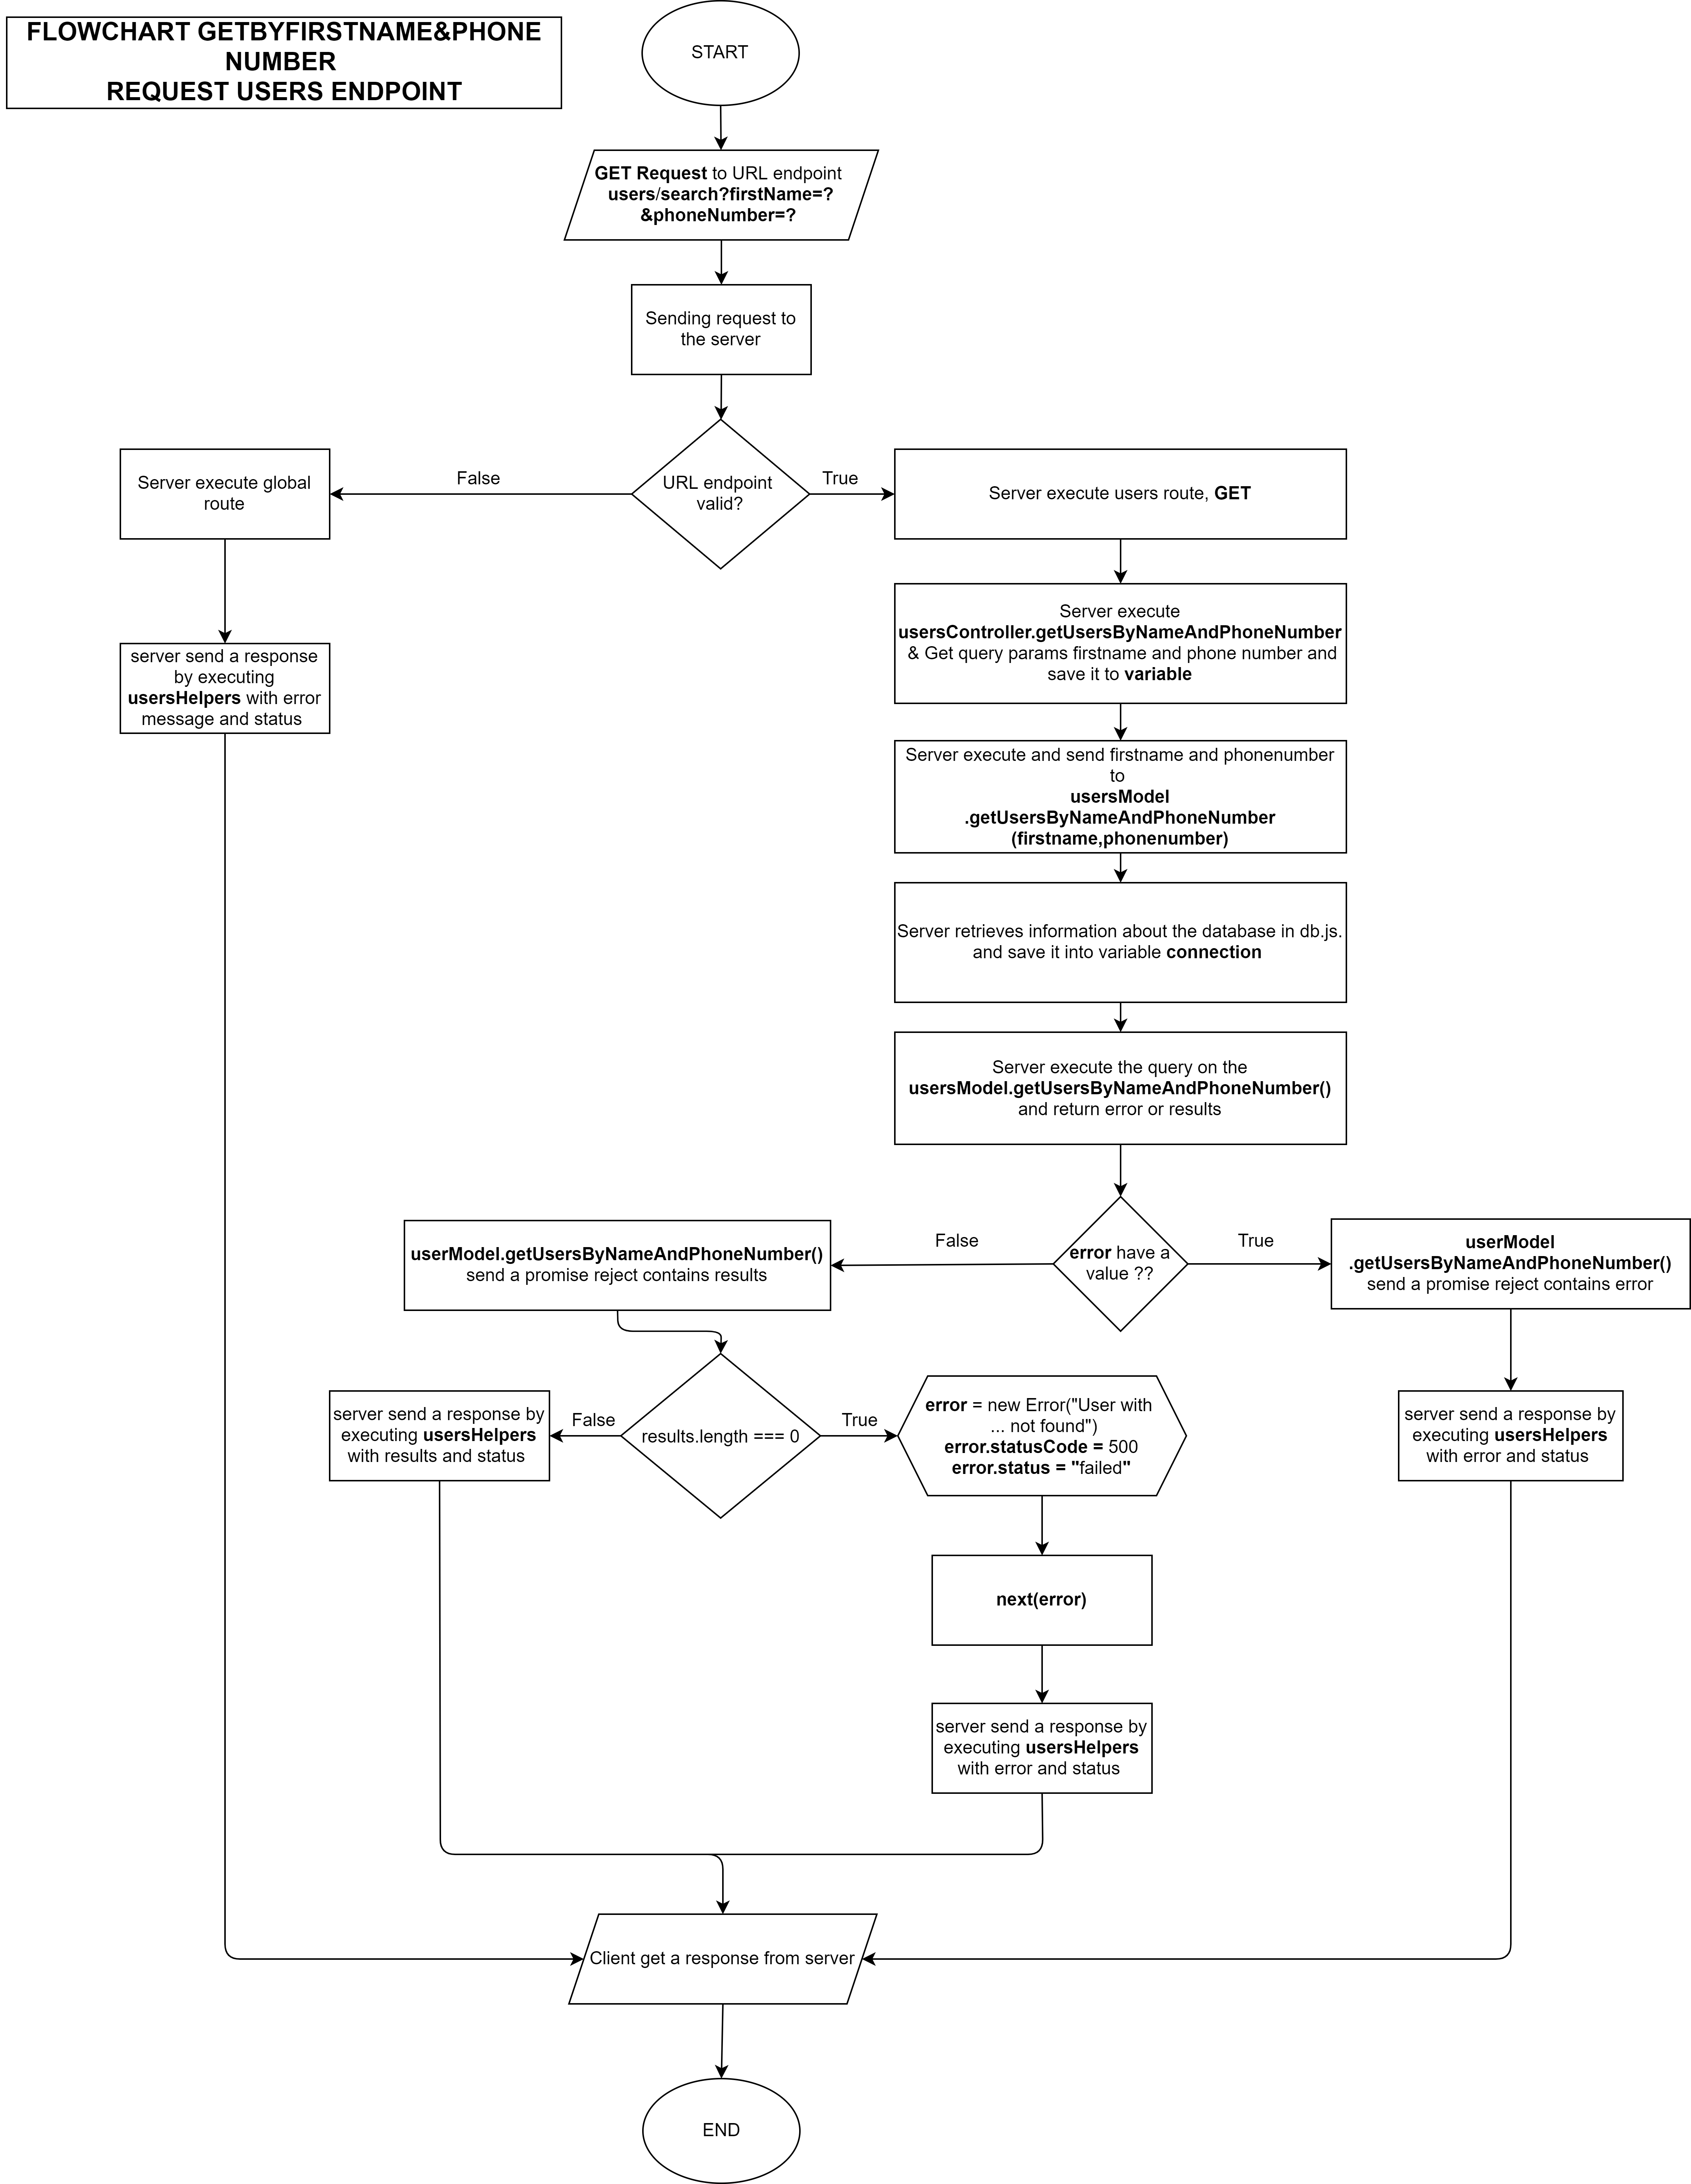 FLOWCHART GETBYFIRSTNAME&PHONE
NUMBER
REQUEST USERS ENDPOINT
START
GET Request to URL endpoint
users/search?firstName=?
&phoneNumber=?
Sending request to
the server
URL endpoint
valid?
False
True
Server execute global
route
Server execute users route, GET
server send a response
by executing
usersHelpers with error
message and status
Server execute
usersController.getUsersByNameAndPhoneNumber
& Get query params firstname and phone number and
save it to variable
Server execute and send firstname and phonenumber
to
usersModel
.getUsersByNameAndPhoneNumber
(firstname,phonenumber)
Server retrieves information about the database in db.js.
and save it into variable connection
Server execute the query on the
usersModel.getUsersByNameAndPhoneNumber()
and return error or results
error have a
value ??
False
True
userModel.getUsersByNameAndPhoneNumber()
send a promise reject contains results
userModel
.getUsersByNameAndPhoneNumber()
send a promise reject contains error
results.length === 0
False
True
server send a response by
executing usersHelpers
with results and status
error = new Error("User with
... not found")
error.statusCode = 500
error.status = "failed"
server send a response by
executing usersHelpers
with error and status
next(error)
server send a response by
executing usersHelpers
with error and status
Client get a response from server
END